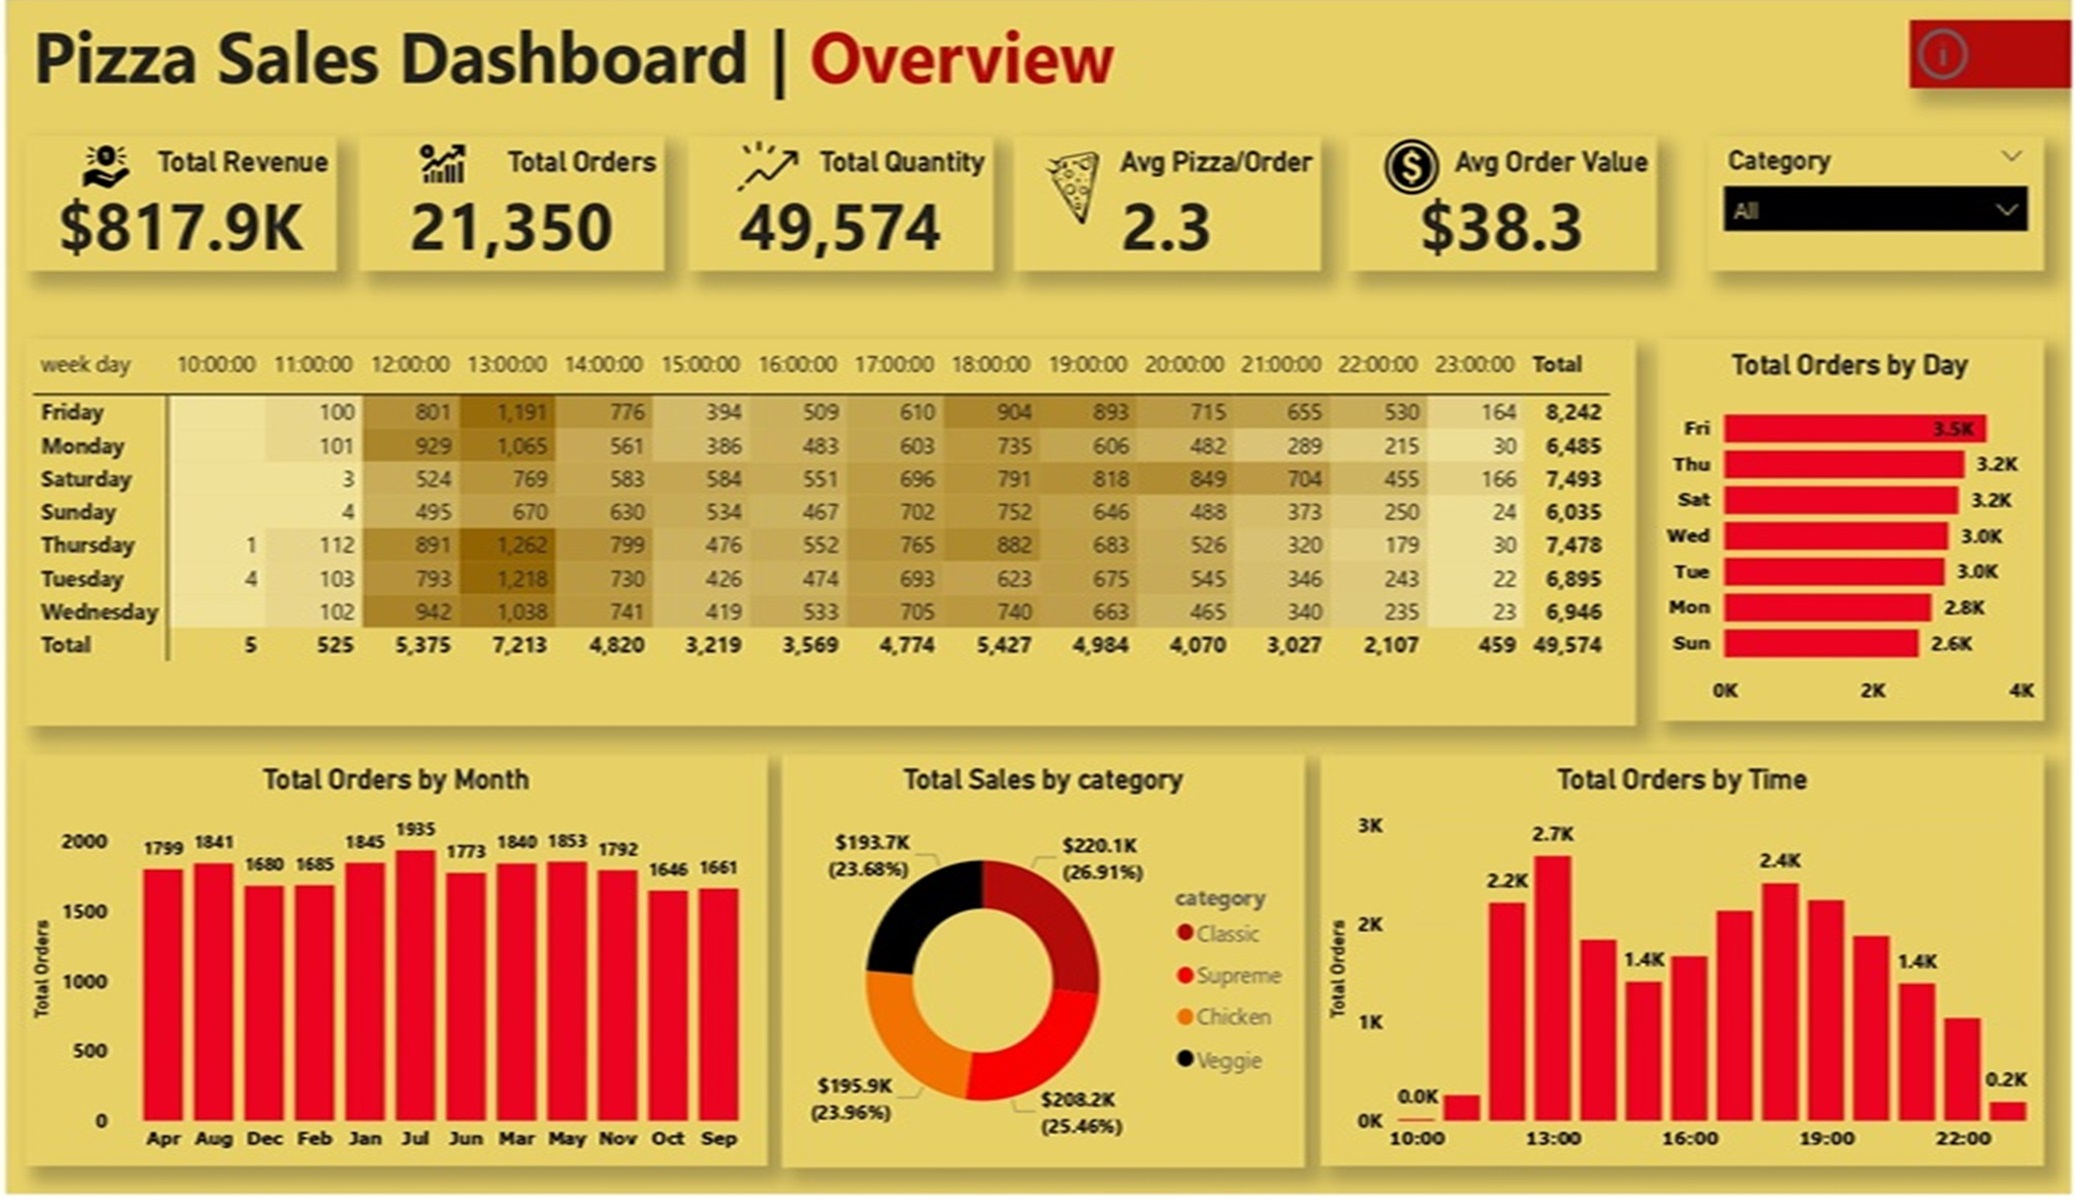 Pizza Sales Dashboard | Overview
Total Revenue
$817.9K
Total Orders
21,350
Total Quantity
49,574
Avg Pizza/Order
2.3
Avg Order Value
$38.3
Category
All
week day 10:00:00 11:00:00 12:00:00 13:00:00 14:00:00 15:00:00 16:00:00 17:00:00 18:00:00 19:00:00 20:00:00 21:00:00 22:00:00 23:00:00 Total
Friday 100 801 1,191 776 394 509 610 904 893 715 655 530 164 8,242
Monday 101 929 1,065 561 386 483 603 735 606 482 289 215 30 6,485
Saturday 3 524 769 583 584 551 696 791 818 849 704 455 166 7,493
Sunday 4 495 670 630 534 467 702 752 646 488 373 250 24 6,035
Thursday 1 112 891 1,262 799 476 552 765 882 683 526 320 179 30 7,478
Tuesday 4 103 793 1,218 730 426 474 693 623 675 545 346 243 22 6,895
Wednesday 102 942 1,038 741 419 533 705 740 663 465 340 235 23 6,946
Total 5 525 5,375 7,213 4,820 3,219 3,569 4,774 5,427 4,984 4,070 3,027 2,107 459 49,574
Total Orders by Day
Fri 3.5K
Thu 3.2K
Sat 3.2K
Wed 3.0K
Tue 3.0K
Mon 2.8K
Sun 2.6K
0K 2K 4K
Total Orders by Month
Total Orders
2000
1500
1000
500
0
1799 1841 1680 1685 1845 1935 1773 1840 1853 1792 1646 1661
Apr Aug Dec Feb Jan Jul Jun Mar May Nov Oct Sep
Total Sales by category
$193.7K
(23.68%)
$220.1K
(26.91%)
$195.9K
(23.96%)
$208.2K
(25.46%)
category
Classic
Supreme
Chicken
Veggie
Total Orders by Time
Total Orders
3K
2K
1K
0K
0.0K 2.2K 2.7K 1.4K 2.4K 1.4K 0.2K
10:00 13:00 16:00 19:00 22:00